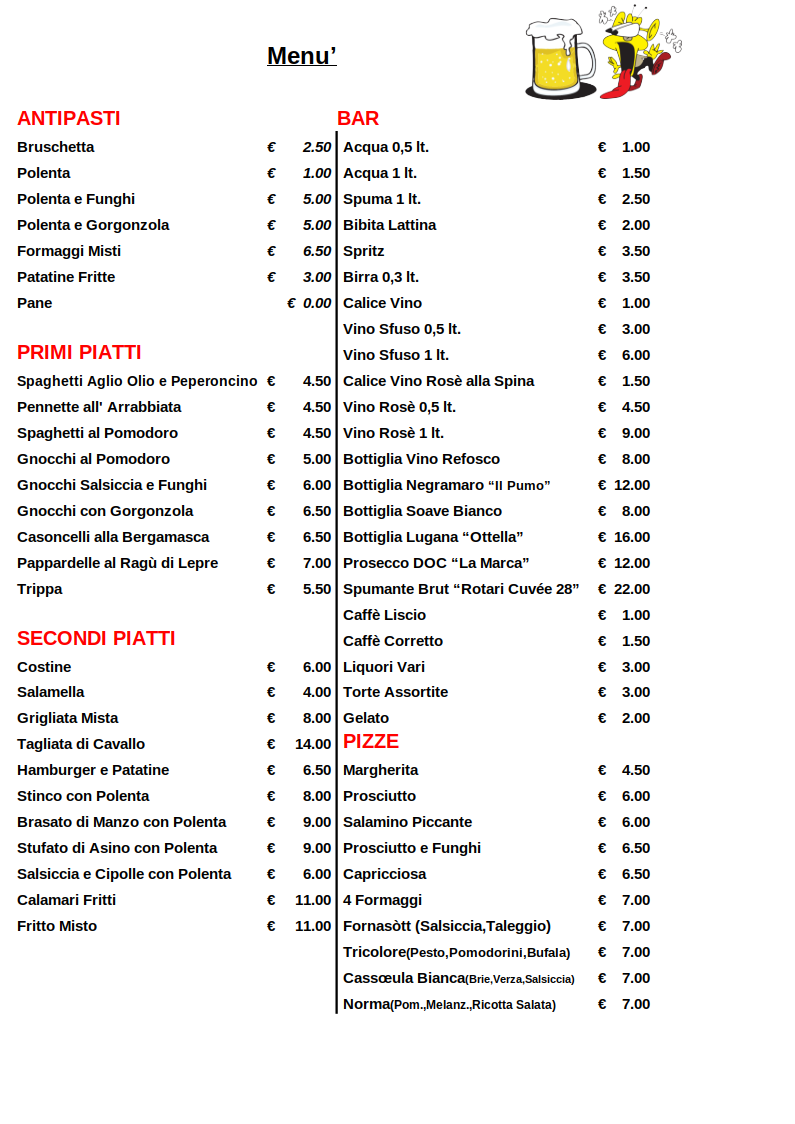 Menu’
ANTIPASTI
Bruschetta € 2.50
Polenta € 1.00
Polenta e Funghi € 5.00
Polenta e Gorgonzola € 5.00
Formaggi Misti € 6.50
Patatine Fritte € 3.00
Pane € 0.00
PRIMI PIATTI
Spaghetti Aglio Olio e Peperoncino € 4.50
Pennette all' Arrabbiata € 4.50
Spaghetti al Pomodoro € 4.50
Gnocchi al Pomodoro € 5.00
Gnocchi Salsiccia e Funghi € 6.00
Gnocchi con Gorgonzola € 6.50
Casoncelli alla Bergamasca € 6.50
Pappardelle al Ragù di Lepre € 7.00
Trippa € 5.50
SECONDI PIATTI
Costine € 6.00
Salamella € 4.00
Grigliata Mista € 8.00
Tagliata di Cavallo € 14.00
Hamburger e Patatine € 6.50
Stinco con Polenta € 8.00
Brasato di Manzo con Polenta € 9.00
Stufato di Asino con Polenta € 9.00
Salsiccia e Cipolle con Polenta € 6.00
Calamari Fritti € 11.00
Fritto Misto € 11.00
BAR
Acqua 0,5 lt. € 1.00
Acqua 1 lt. € 1.50
Spuma 1 lt. € 2.50
Bibita Lattina € 2.00
Spritz € 3.50
Birra 0,3 lt. € 3.50
Calice Vino € 1.00
Vino Sfuso 0,5 lt. € 3.00
Vino Sfuso 1 lt. € 6.00
Calice Vino Rosè alla Spina € 1.50
Vino Rosè 0,5 lt. € 4.50
Vino Rosè 1 lt. € 9.00
Bottiglia Vino Refosco € 8.00
Bottiglia Negramaro “Il Pumo” € 12.00
Bottiglia Soave Bianco € 8.00
Bottiglia Lugana “Ottella” € 16.00
Prosecco DOC “La Marca” € 12.00
Spumante Brut “Rotari Cuvée 28” € 22.00
Caffè Liscio € 1.00
Caffè Corretto € 1.50
Liquori Vari € 3.00
Torte Assortite € 3.00
Gelato € 2.00
PIZZE
Margherita € 4.50
Prosciutto € 6.00
Salamino Piccante € 6.00
Prosciutto e Funghi € 6.50
Capricciosa € 6.50
4 Formaggi € 7.00
Fornasòtt (Salsiccia,Taleggio) € 7.00
Tricolore(Pesto,Pomodorini,Bufala) € 7.00
Cassœula Bianca(Brie,Verza,Salsiccia) € 7.00
Norma(Pom.,Melanz.,Ricotta Salata) € 7.00